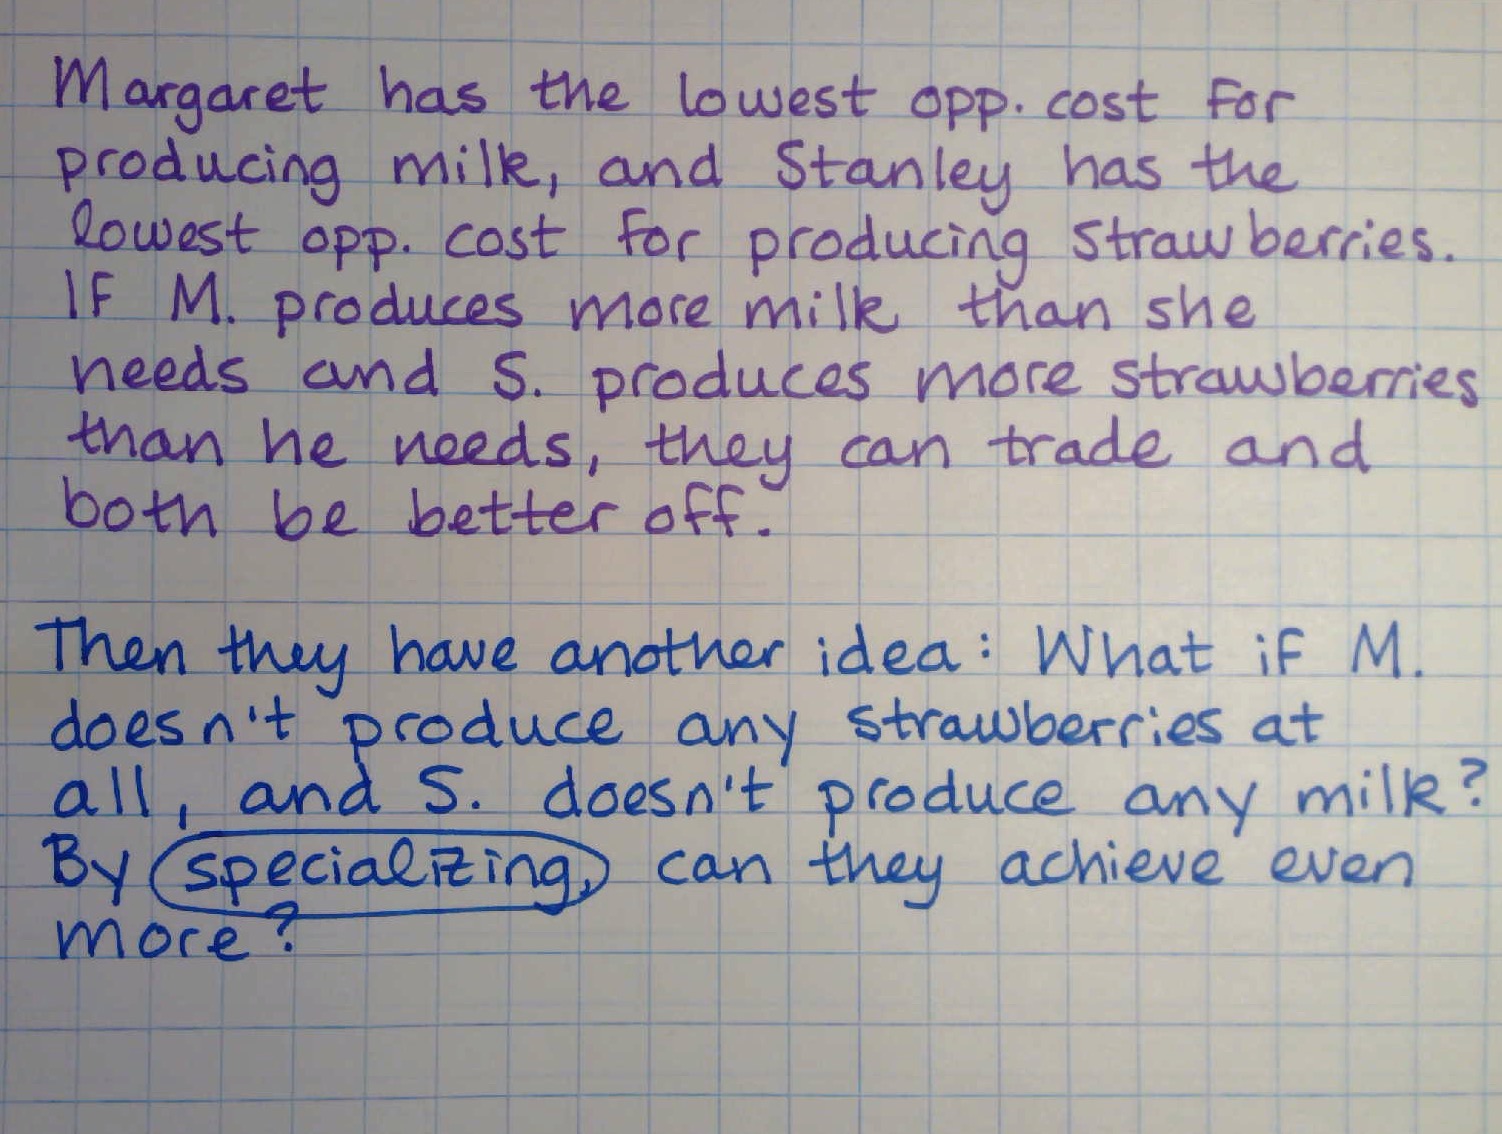 Margaret has the lowest opp. cost for
producing milk, and Stanley has the
lowest opp. cost for producing strawberries.
If M. produces more milk than she
needs and S. produces more strawberries
than he needs, they can trade and
both be better off.
Then they have another idea: What if M.
doesn't produce any strawberries at
all, and S. doesn't produce any milk?
By specializing, can they achieve even
more?